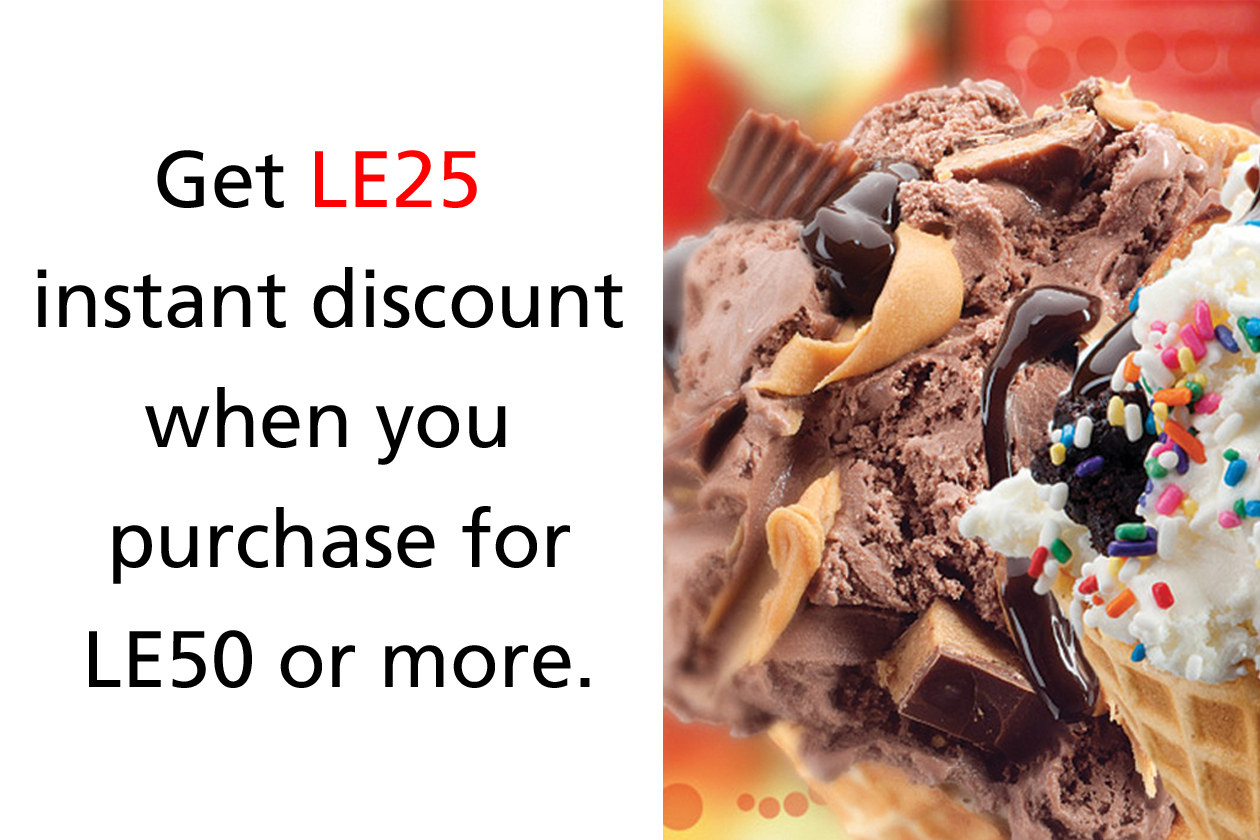 Get LE25
instant discount
when you
purchase for
LE50 or more.